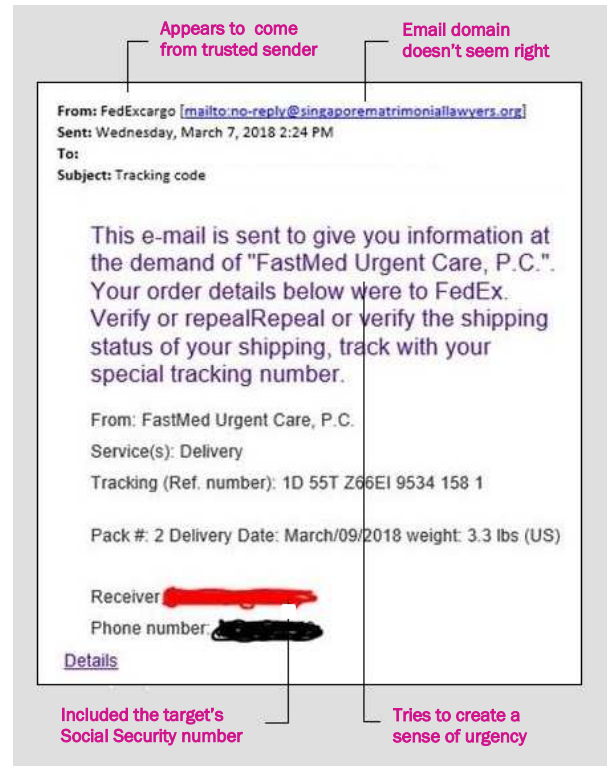 Appears to come
from trusted sender
Email domain
doesn't seem right
From: FedExcargo [mailto:no-reply@singaporematrimoniallawyers.org]
Sent: Wednesday, March 7, 2018 2:24 PM
To:
Subject: Tracking code
This e-mail is sent to give you information at
the demand of "FastMed Urgent Care, P.C.".
Your order details below were to FedEx.
Verify or repealRepeal or verify the shipping
status of your shipping, track with your
special tracking number.
From: FastMed Urgent Care, P.C.
Service(s): Delivery
Tracking (Ref. number): 1D 55T Z66EI 9534 158 1
Pack #: 2 Delivery Date: March/09/2018 weight: 3.3 lbs (US)
Receiver
Phone number:
Details
Included the target's
Social Security number
Tries to create a
sense of urgency